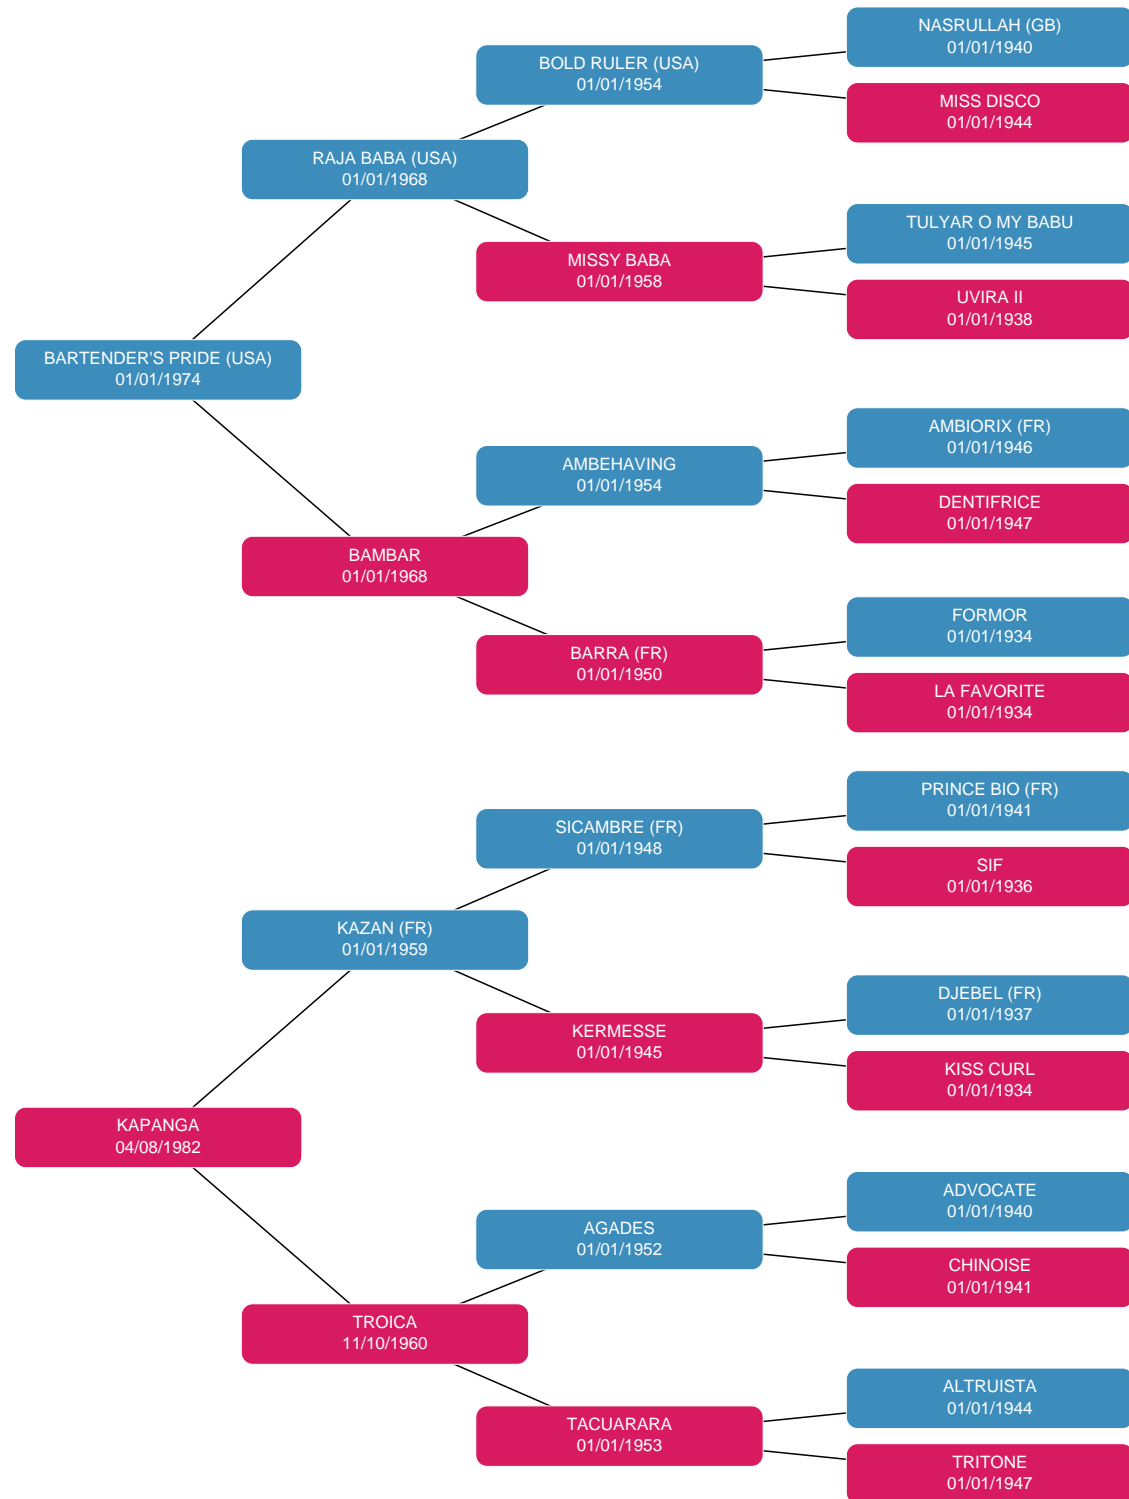 NASRULLAH (GB)
01/01/1940
BOLD RULER (USA)
01/01/1954
MISS DISCO
01/01/1944
RAJA BABA (USA)
01/01/1968
TULYAR O MY BABU
01/01/1945
MISSY BABA
01/01/1958
UVIRA II
01/01/1938
BARTENDER'S PRIDE (USA)
01/01/1974
AMBIORIX (FR)
01/01/1946
AMBEHAVING
01/01/1954
DENTIFRICE
01/01/1947
BAMBAR
01/01/1968
FORMOR
01/01/1934
BARRA (FR)
01/01/1950
LA FAVORITE
01/01/1934
PRINCE BIO (FR)
01/01/1941
SICAMBRE (FR)
01/01/1948
SIF
01/01/1936
KAZAN (FR)
01/01/1959
DJEBEL (FR)
01/01/1937
KERMESSE
01/01/1945
KISS CURL
01/01/1934
KAPANGA
04/08/1982
ADVOCATE
01/01/1940
AGADES
01/01/1952
CHINOISE
01/01/1941
TROICA
11/10/1960
ALTRUISTA
01/01/1944
TACUARARA
01/01/1953
TRITONE
01/01/1947